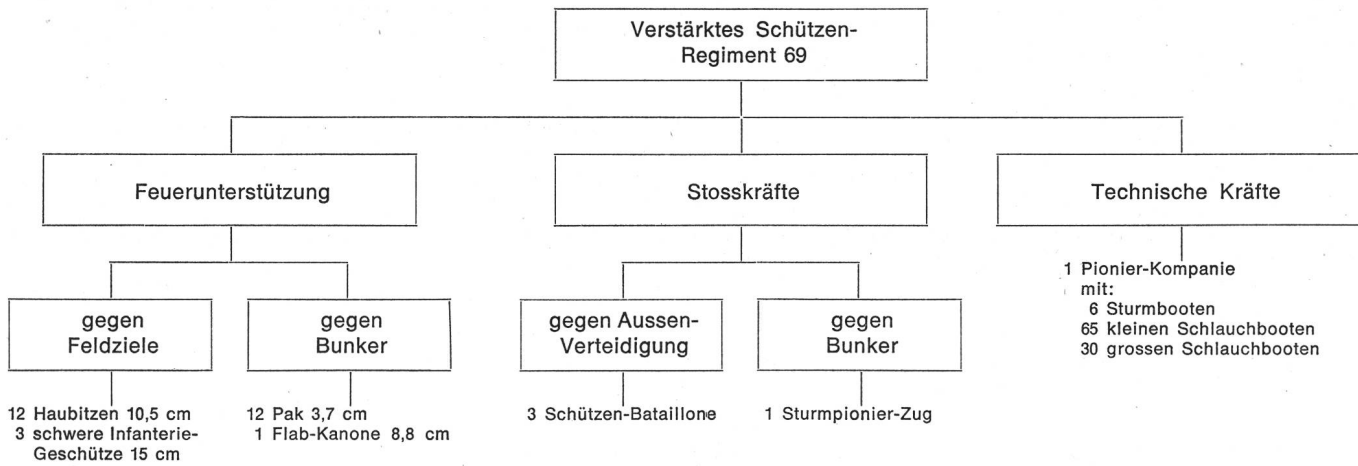 Verstärktes Schützen-
Regiment 69
Feuerunterstützung
Stosskräfte
Technische Kräfte
gegen
Feldziele
gegen
Bunker
gegen Aussen-
Verteidigung
gegen
Bunker
1 Pionier-Kompanie
mit:
6 Sturmbooten
65 kleinen Schlauchbooten
30 grossen Schlauchbooten
12 Haubitzen 10,5 cm
3 schwere Infanterie-
Geschütze 15 cm
12 Pak 3,7 cm
1 Flab-Kanone 8,8 cm
3 Schützen-Bataillone
1 Sturmpionier-Zug